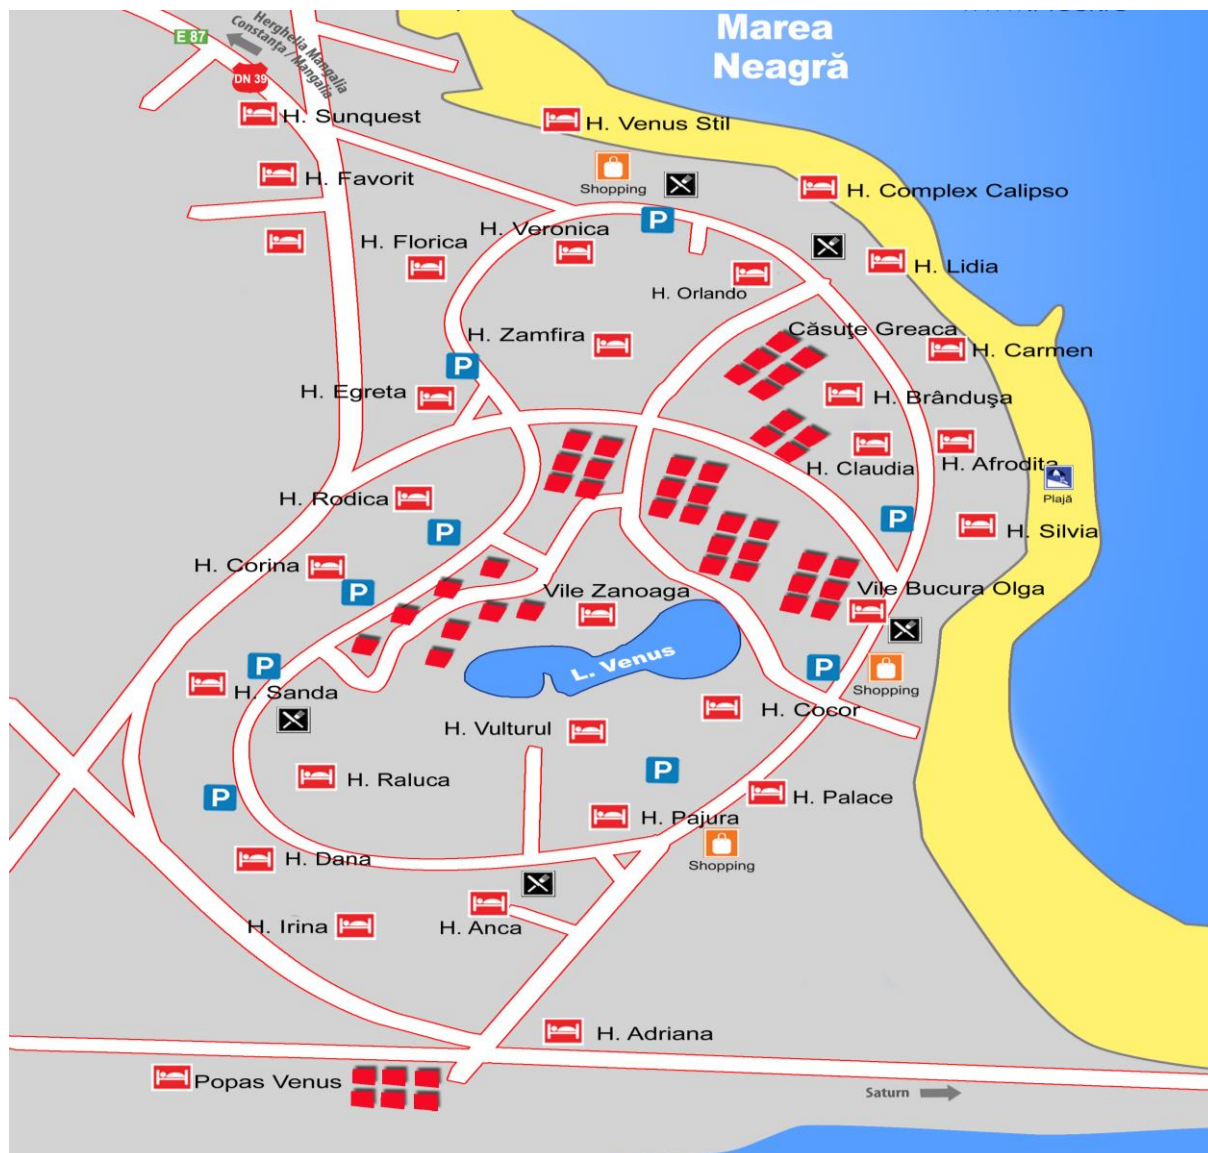 Marea
Neagră
E 87
Herghelia Mangalia
Constanța / Mangalia
DN 39
H. Sunquest
H. Venus Stil
H. Favorit
Shopping
H. Complex Calipso
P
H. Veronica
H. Florica
H. Lidia
H. Orlando
Căsuţe Greaca
H. Zamfira
H. Carmen
P
H. Egreta
H. Brânduşa
H. Claudia
H. Afrodita
Plajă
H. Rodica
P
P
H. Silvia
H. Corina
P
Vile Zanoaga
Vile Bucura Olga
L. Venus
P
P
Shopping
H. Sanda
H. Cocor
H. Vulturul
P
H. Raluca
P
H. Palace
H. Pajura
Shopping
H. Dana
H. Irina
H. Anca
H. Adriana
Popas Venus
Saturn